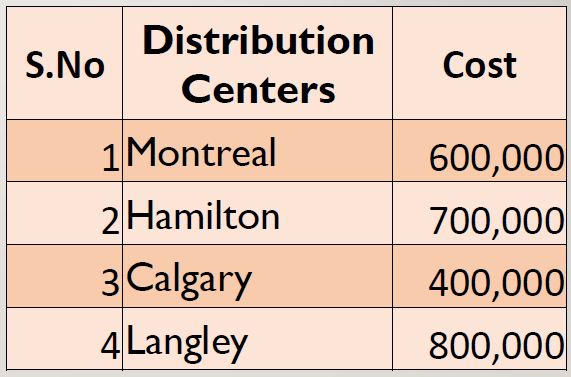 S.No Distribution Centers Cost
1 Montreal 600,000
2 Hamilton 700,000
3 Calgary 400,000
4 Langley 800,000